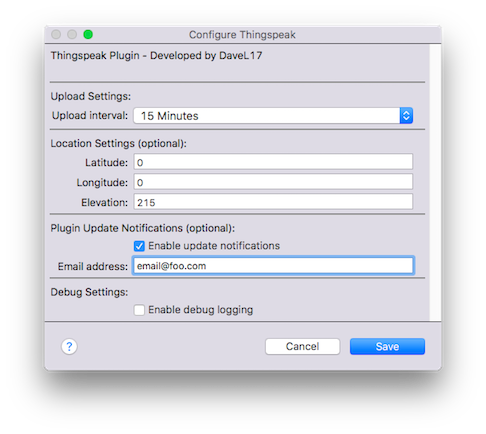 Configure Thingspeak
Thingspeak Plugin - Developed by DaveL17
Upload Settings:
Upload interval: 15 Minutes
Location Settings (optional):
Latitude: 0
Longitude: 0
Elevation: 215
Plugin Update Notifications (optional):
Enable update notifications
Email address: email@foo.com
Debug Settings:
Enable debug logging
? Cancel Save